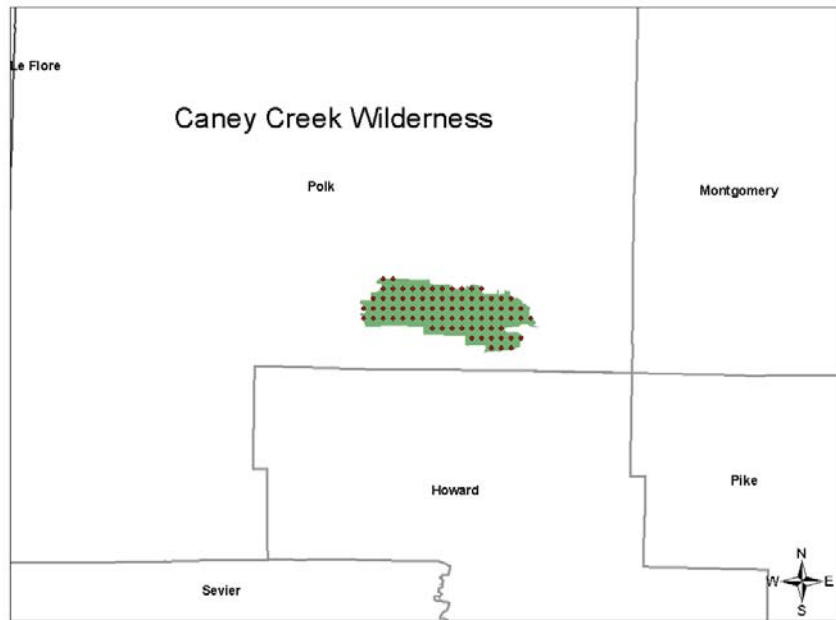 Le Flore
Caney Creek Wilderness
Polk
Montgomery
Howard
Pike
Sevier
N
W E
S